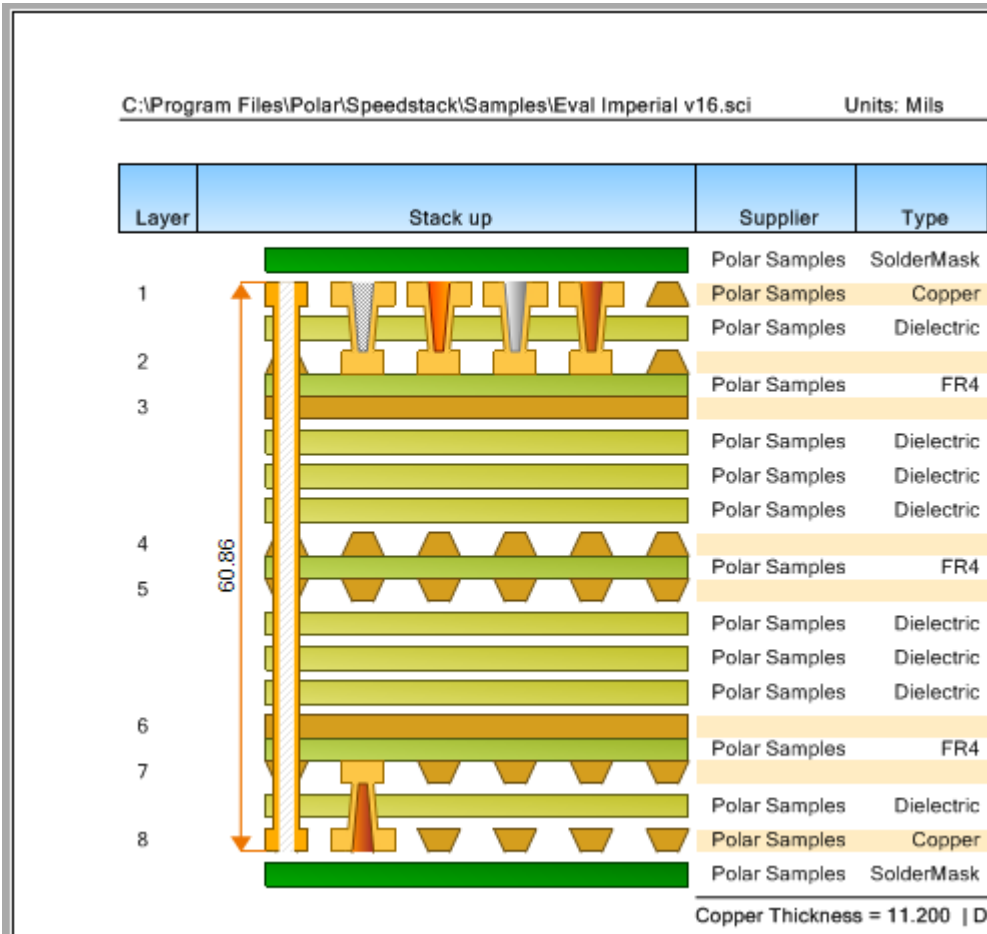 C:\Program Files\Polar\Speedstack\Samples\Eval Imperial v16.sci Units: Mils
Layer Stack up Supplier Type
Polar Samples SolderMask
1 Polar Samples Copper
Polar Samples Dielectric
2
Polar Samples FR4
3
Polar Samples Dielectric
Polar Samples Dielectric
Polar Samples Dielectric
4
60.86 Polar Samples FR4
5
Polar Samples Dielectric
Polar Samples Dielectric
Polar Samples Dielectric
6
Polar Samples FR4
7
Polar Samples Dielectric
8 Polar Samples Copper
Polar Samples SolderMask
Copper Thickness = 11.200 | D